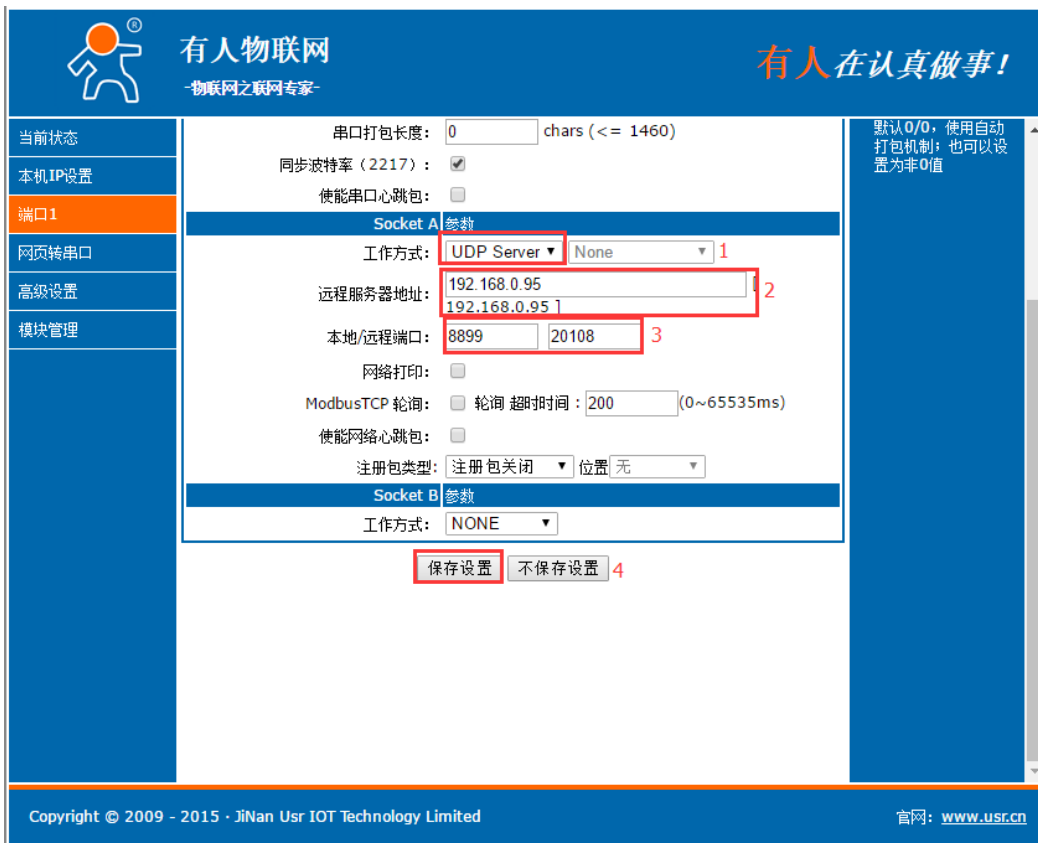 ®
有人物联网
-物联网之联网专家-
有人在认真做事!
当前状态
本机IP设置
端口1
网页转串口
高级设置
模块管理
串口打包长度: 0 chars (<= 1460)
同步波特率(2217):
使能串口心跳包:
Socket A 参数
工作方式: UDP Server None 1
远程服务器地址: 192.168.0.95 [
192.168.0.95 ] 2
本地/远程端口: 8899 20108 3
网络打印:
ModbusTCP 轮询: 轮询 超时时间:200 (0~65535ms)
使能网络心跳包:
注册包类型: 注册包关闭 位置 无
Socket B 参数
工作方式: NONE
保存设置 不保存设置 4
默认0/0,使用自动
打包机制;也可以设
置为非0值
Copyright © 2009 - 2015 · JiNan Usr IOT Technology Limited
官网:www.usr.cn